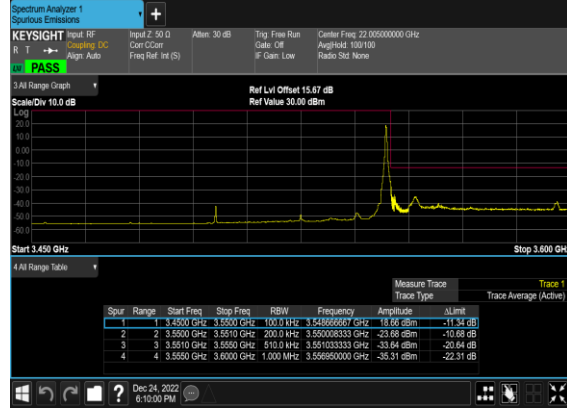 Spectrum Analyzer 1
Spurious Emissions
+
KEYSIGHT Input: RF Input Z: 50 Ω Atten: 30 dB Trig: Free Run Center Freq: 22.005000000 GHz
R T Coupling: DC Corr CCorr Gate: Off Avg|Hold: 100/100
Align: Auto Freq Ref: Int (S) IF Gain: Low Radio Std: None
PASS
3 All Range Graph
Ref Lvl Offset 15.67 dB
Scale/Div 10.0 dB Ref Value 30.00 dBm
Log
20.0
10.0
0.00
-10.0
-20.0
-30.0
-40.0
-50.0
-60.0
Start 3.450 GHz Stop 3.600 GHz
4 All Range Table
Measure Trace Trace 1
Trace Type Trace Average (Active)
Spur Range Start Freq Stop Freq RBW Frequency Amplitude ΔLimit
1 1 3.4500 GHz 3.5500 GHz 100.0 kHz 3.548666667 GHz 18.66 dBm -11.34 dB
2 2 3.5500 GHz 3.5510 GHz 200.0 kHz 3.550008333 GHz -23.68 dBm -10.68 dB
3 3 3.5510 GHz 3.5550 GHz 510.0 kHz 3.551033333 GHz -33.64 dBm -20.64 dB
4 4 3.5550 GHz 3.6000 GHz 1.000 MHz 3.556950000 GHz -35.31 dBm -22.31 dB
? Dec 24, 2022
6:10:00 PM